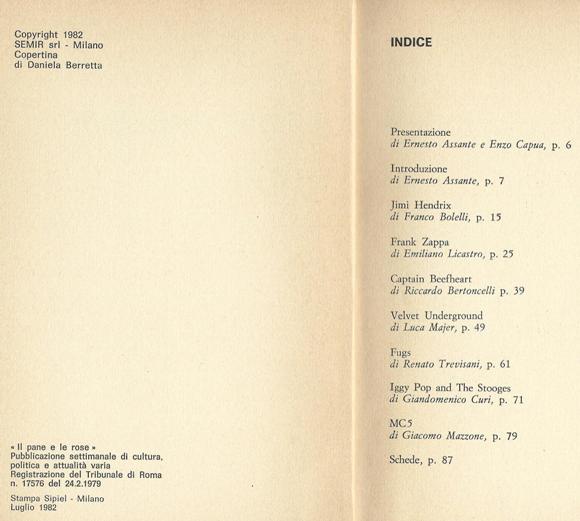 Copyright 1982
SEMIR srl - Milano
Copertina
di Daniela Berretta
« Il pane e le rose »
Pubblicazione settimanale di cultura,
politica e attualità varia
Registrazione del Tribunale di Roma
n. 17576 del 24.2.1979
Stampa Sipiel - Milano
Luglio 1982
INDICE
Presentazione
di Ernesto Assante e Enzo Capua, p. 6
Introduzione
di Ernesto Assante, p. 7
Jimi Hendrix
di Franco Bolelli, p. 15
Frank Zappa
di Emiliano Licastro, p. 25
Captain Beefheart
di Riccardo Bertoncelli p. 39
Velvet Underground
di Luca Majer, p. 49
Fugs
di Renato Trevisani, p. 61
Iggy Pop and The Stooges
di Giandomenico Curi, p. 71
MC5
di Giacomo Mazzone, p. 79
Schede, p. 87